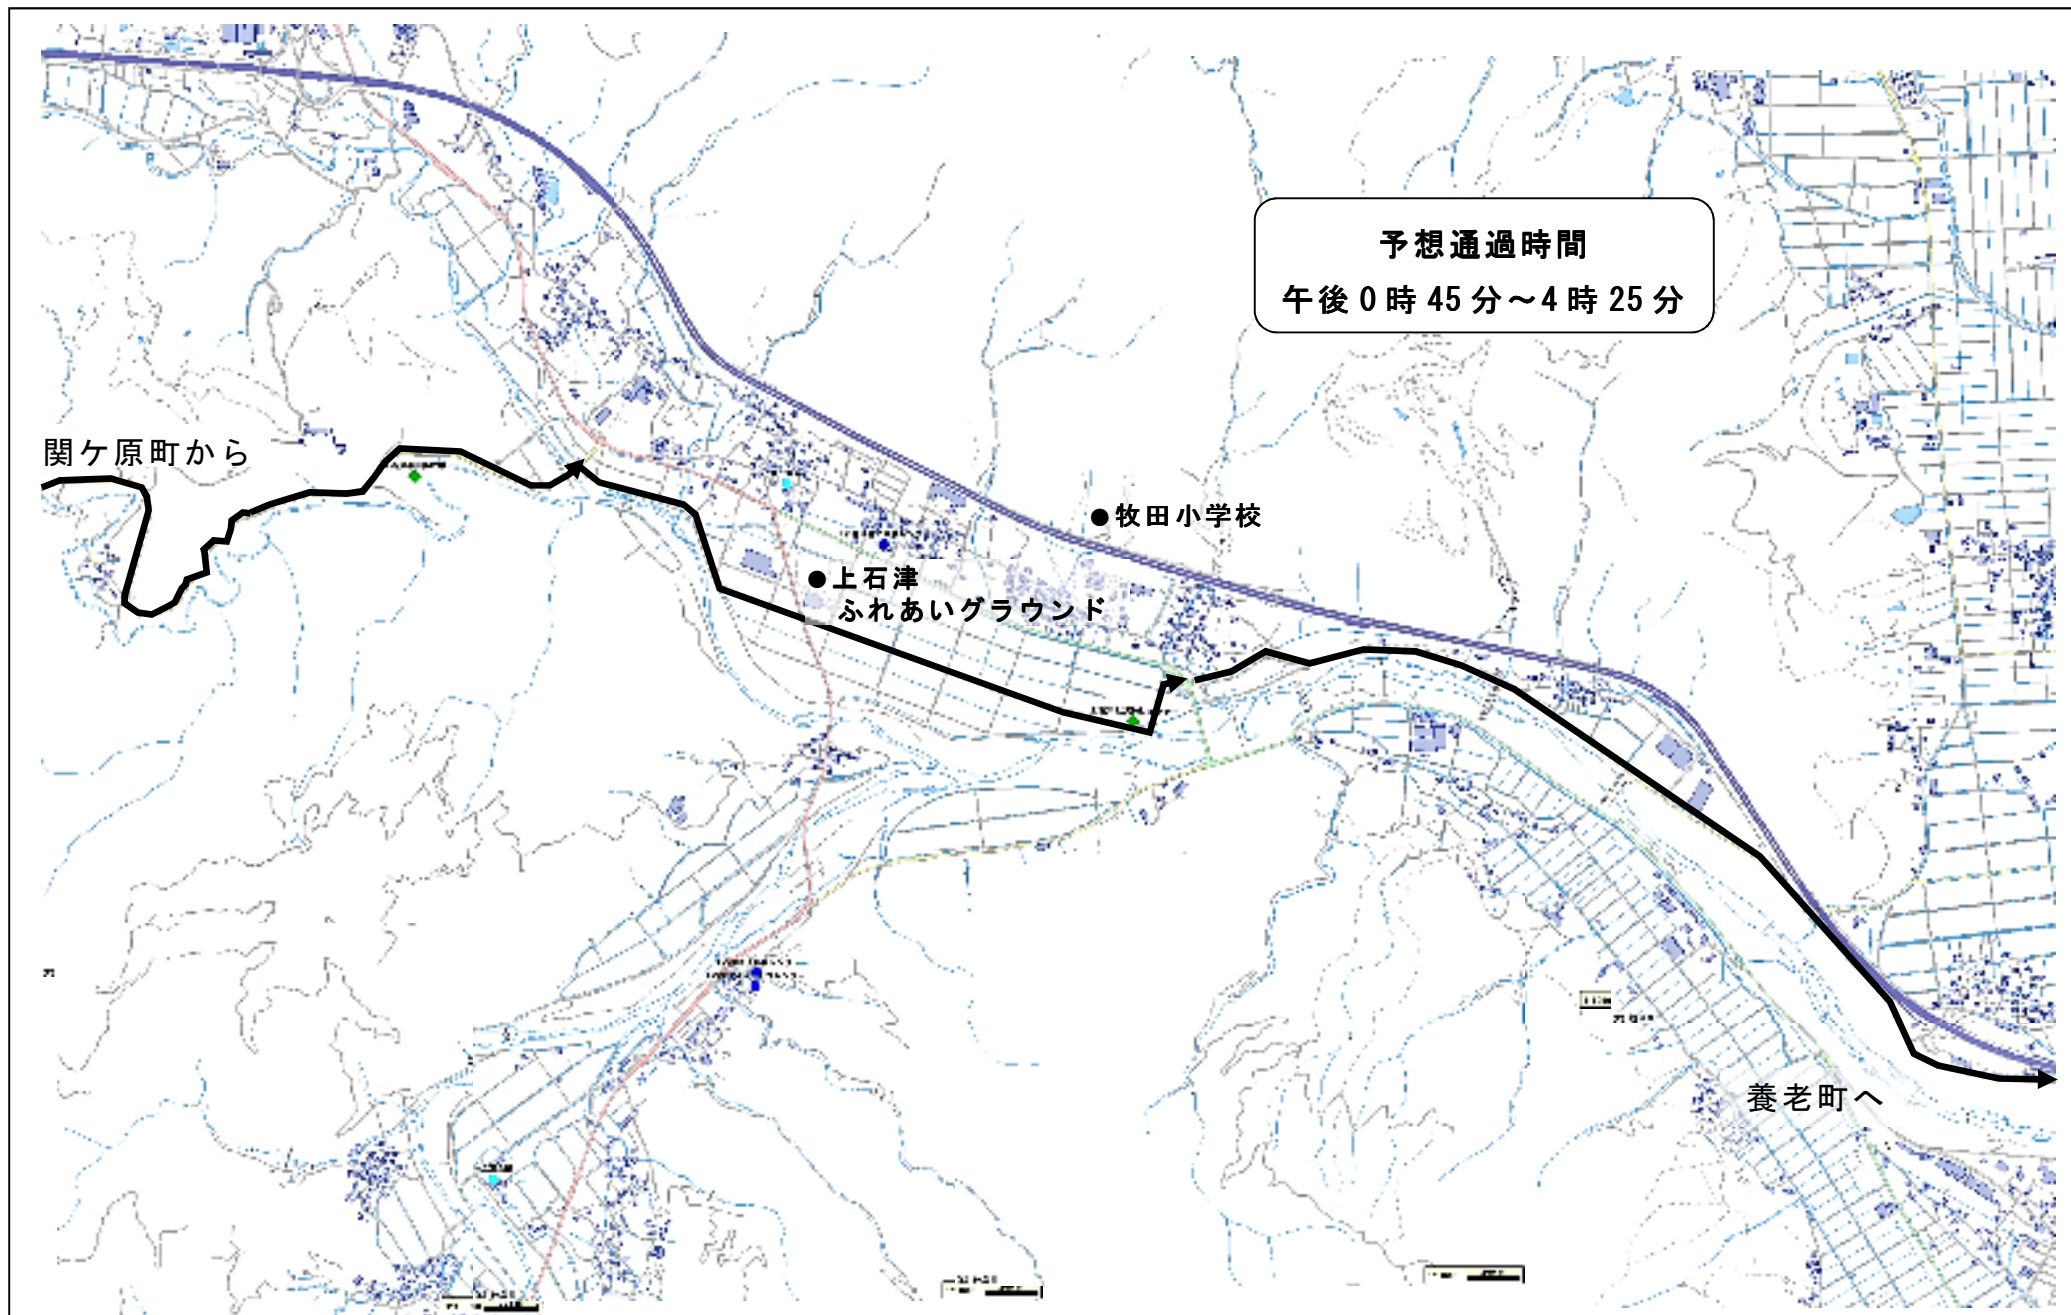 予想通過時間
午後0時45分～4時25分
関ケ原町から
●牧田小学校
●上石津
ふれあいグラウンド
養老町へ